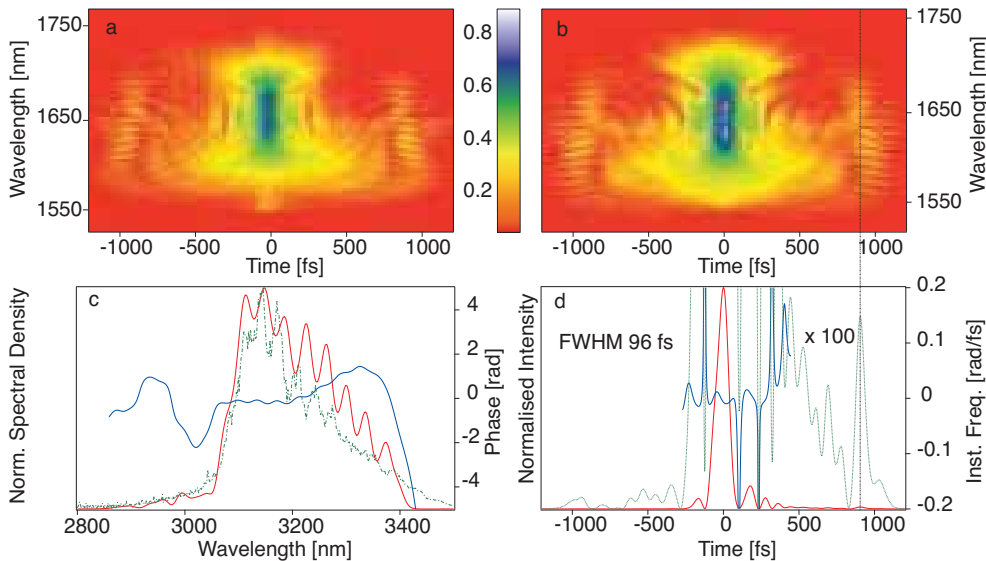 a
b
Wavelength [nm]
1750
1650
1550
0.8
0.6
0.4
0.2
1750
1650
1550
Wavelength [nm]
-1000 -500 0 500 1000
Time [fs]
-1000 -500 0 500 1000
Time [fs]
c
Norm. Spectral Density
4
2
0
-2
-4
Phase [rad]
2800 3000 3200 3400
Wavelength [nm]
d
Normalised Intensity
FWHM 96 fs
x 100
0.2
0.1
0
-0.1
-0.2
Inst. Freq. [rad/fs]
-1000 -500 0 500 1000
Time [fs]